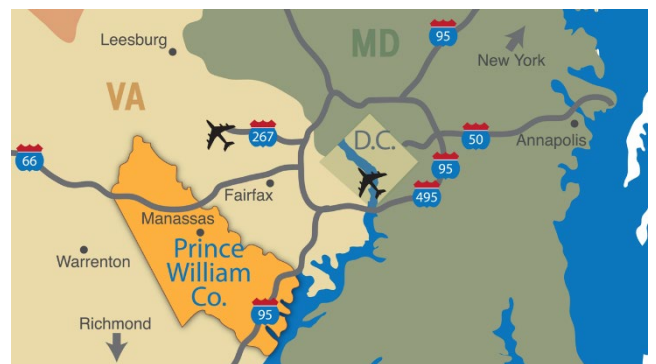 Leesburg
MD
95
New York
VA
267
D.C.
50
Annapolis
66
95
Fairfax
495
Manassas
Prince
William
Co.
Warrenton
95
Richmond